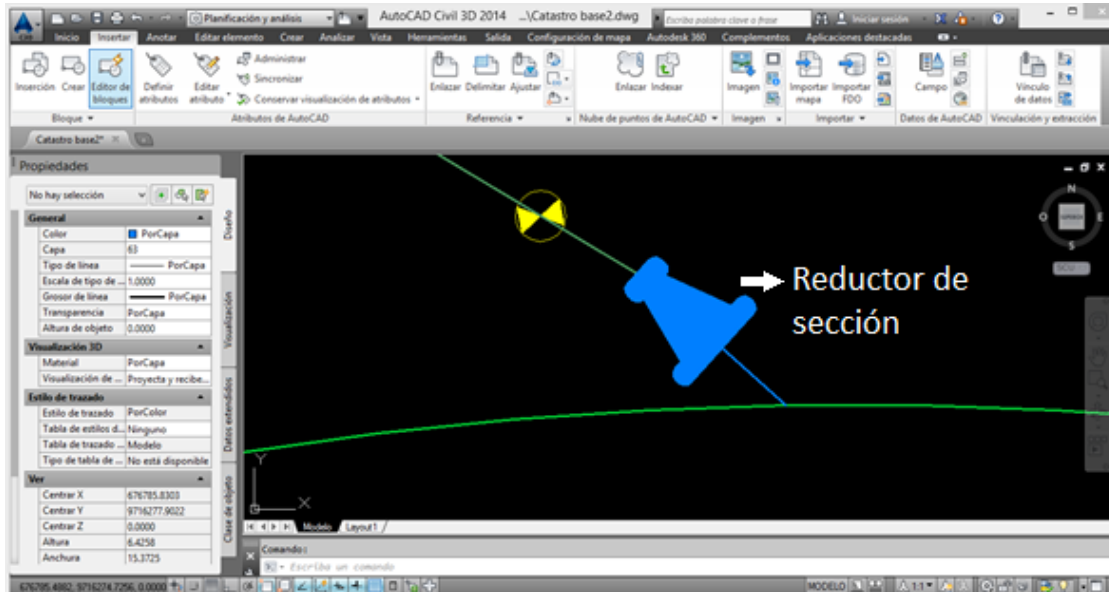 Planificación y análisis
AutoCAD Civil 3D 2014 ...\Catastro base2.dwg
Escriba palabra clave o frase
Iniciar sesión
Inicio Insertar Anotar Editar elemento Crear Analizar Vista Herramientas Salida Configuración de mapa Autodesk 360 Complementos Aplicaciones destacadas
Inserción Crear Editor de bloques Definir atributos Editar atributo
Administrar
Sincronizar
Conservar visualización de atributos
Enlazar Delimitar Ajustar
Enlazar Indexar
Imagen
Importar mapa Importar FDO
Campo
Vínculo de datos
Bloque Atributos de AutoCAD Referencia Nube de puntos de AutoCAD Imagen Importar Datos de AutoCAD Vinculación y extracción
Catastro base2*
Propiedades
No hay selección
General
Color PorCapa
Capa 63
Tipo de línea PorCapa
Escala de tipo de ... 1.0000
Grosor de línea PorCapa
Transparencia PorCapa
Altura de objeto 0.0000
Visualización 3D
Material PorCapa
Visualización de ... Proyecta y recibe...
Estilo de trazado
Estilo de trazado PorColor
Tabla de estilos d... Ninguno
Tabla de trazado ... Modelo
Tipo de tabla de ... No está disponible
Ver
Centrar X 676785.8303
Centrar Y 9716277.9022
Centrar Z 0.0000
Altura 6.4258
Anchura 15.3725
Diseño
Visualización
Datos extendidos
Clase de objeto
Reductor de
sección
N
O
E
S
Y
X
Modelo Layout1
Comando:
Escriba un comando
676785.4882, 9716274.7256, 0.0000
MODELO
1:1